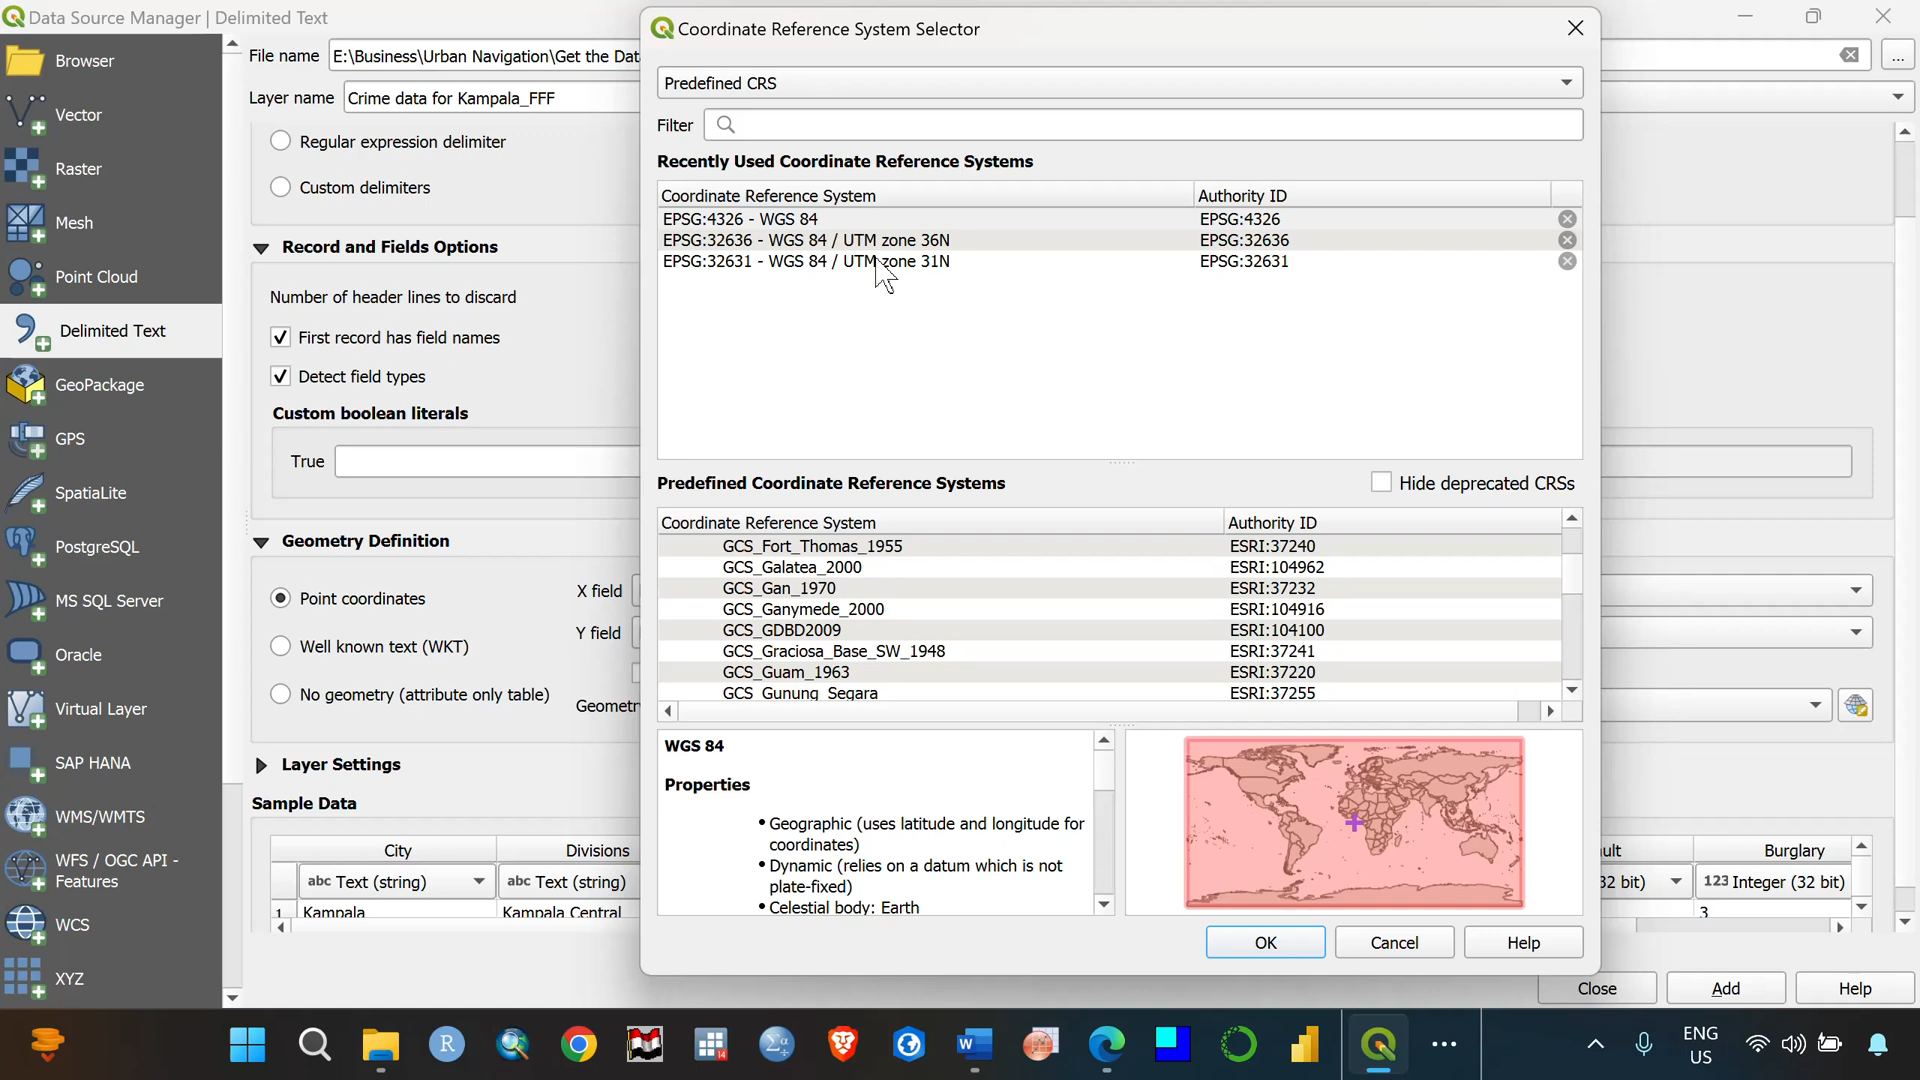 Data Source Manager | Delimited Text
Browser
Vector
Raster
Mesh
Point Cloud
Delimited Text
GeoPackage
GPS
SpatiaLite
PostgreSQL
MS SQL Server
Oracle
Virtual Layer
SAP HANA
WMS/WMTS
WFS / OGC API -
Features
WCS
XYZ
File name E:\Business\Urban Navigation\Get the Dat
...
Layer name Crime data for Kampala_FFF
Regular expression delimiter
Custom delimiters
Record and Fields Options
Number of header lines to discard
First record has field names
Detect field types
Custom boolean literals
True
Geometry Definition
Point coordinates
Well known text (WKT)
No geometry (attribute only table)
X field
Y field
Geometr
Layer Settings
Sample Data
City Divisions
abc Text (string) abc Text (string)
1 Kampala Kampala Central
ult Burglary
32 bit) 123 Integer (32 bit)
3
Close Add Help
Coordinate Reference System Selector
Predefined CRS
Filter
Recently Used Coordinate Reference Systems
Coordinate Reference System Authority ID
EPSG:4326 - WGS 84 EPSG:4326
EPSG:32636 - WGS 84 / UTM zone 36N EPSG:32636
EPSG:32631 - WGS 84 / UTM zone 31N EPSG:32631
Predefined Coordinate Reference Systems Hide deprecated CRSs
Coordinate Reference System Authority ID
GCS_Fort_Thomas_1955 ESRI:37240
GCS_Galatea_2000 ESRI:104962
GCS_Gan_1970 ESRI:37232
GCS_Ganymede_2000 ESRI:104916
GCS_GDBD2009 ESRI:104100
GCS_Graciosa_Base_SW_1948 ESRI:37241
GCS_Guam_1963 ESRI:37220
GCS_Gunung_Segara ESRI:37255
WGS 84
Properties
• Geographic (uses latitude and longitude for
coordinates)
• Dynamic (relies on a datum which is not
plate-fixed)
• Celestial body: Earth
OK Cancel Help
R
14
Σα
W
ENG
US